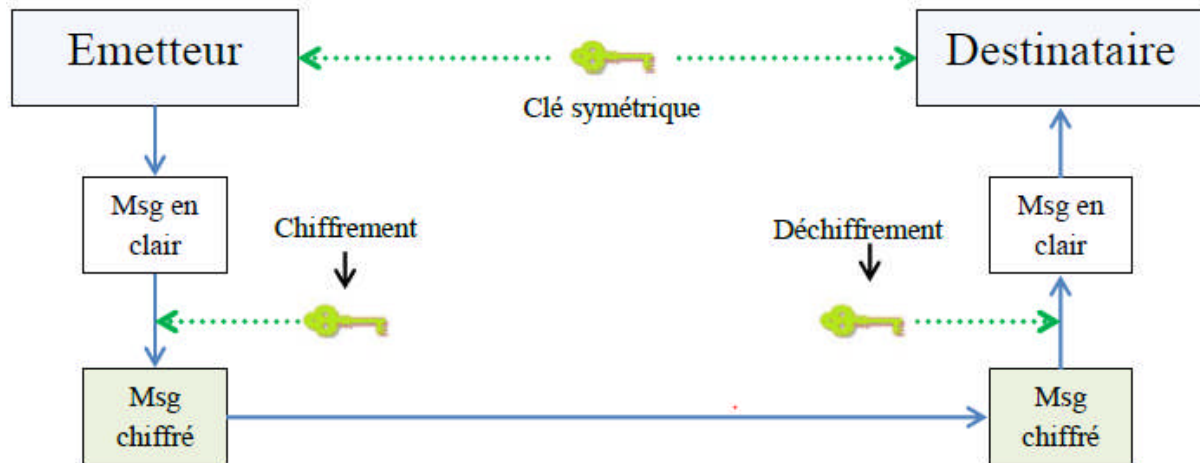 Emetteur
Destinataire
Clé symétrique
Msg en
clair
Chiffrement
Déchiffrement
Msg en
clair
Msg
chiffré
Msg
chiffré